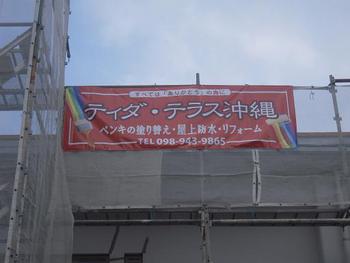 すべては「ありがとう」の為に
ティダ・テラス沖縄
ペンキの塗り替え・屋上防水・リフォーム
TEL 098-943-9865